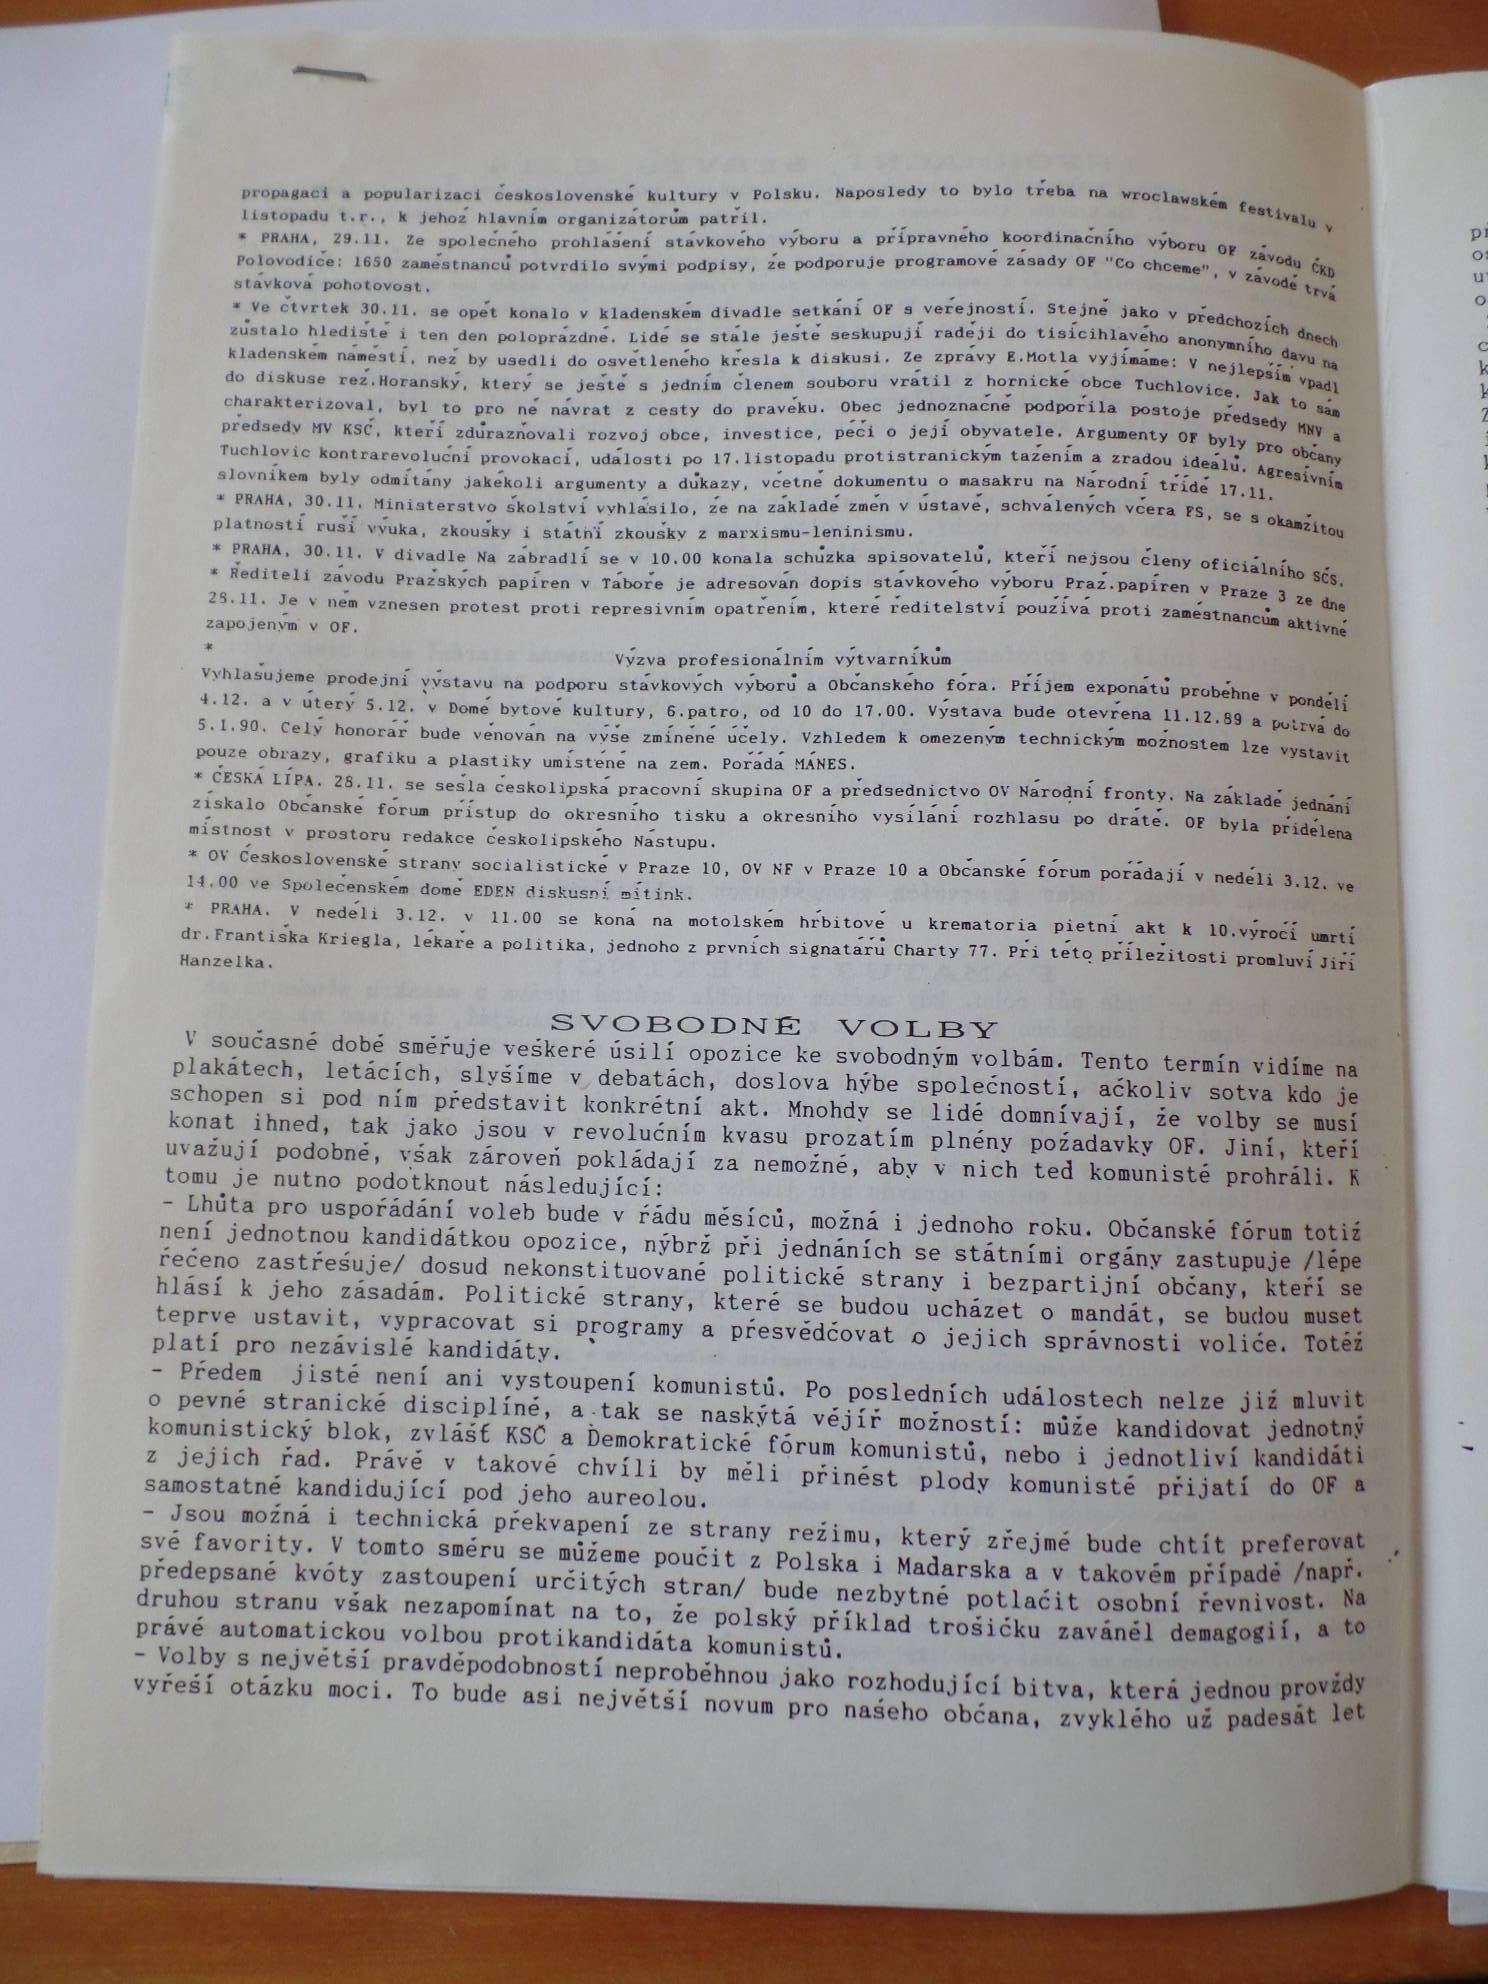 propagaci a popularizaci československé kultury v Polsku. Naposledy to bylo třeba na wroclawském festivalu v
listopadu t.r., k jehož hlavním organizátorům patřil.
* PRAHA, 29.11. Ze společného prohlášení stávkového výboru a přípravného koordinačního výboru OF závodu ČKD
Polovodiče: 1650 zaměstnanců potvrdilo svými podpisy, že podporuje programové zásady OF "Co chceme", v závodě trvá
stávková pohotovost.
* Ve čtvrtek 30.11. se opět konalo v kladenském divadle setkání OF s veřejností. Stejně jako v předchozích dnech
zůstalo hlediště i ten den poloprázdné. Lidé se stále ještě seskupují raději do tisícihlavého anonymního davu na
kladenském náměstí, než by usedli do osvětleného křesla k diskusi. Ze zprávy E.Motla vyjímáme: V nejlepším vpadl
do diskuse rež.Horanský, který se ještě s jedním členem souboru vrátil z hornické obce Tuchlovice. Jak to sám
charakterizoval, byl to pro ně návrat z cesty do pravěku. Obec jednoznačně podpořila postoje předsedy MNV a
předsedy MV KSČ, kteří zdůrazňovali rozvoj obce, investice, péči o její obyvatele. Argumenty OF byly pro občany
Tuchlovic kontrarevoluční provokací, události po 17.listopadu protistranickým tažením a zradou ideálů. Agresívním
slovníkem byly odmítány jakékoli argumenty a důkazy, včetně dokumentu o masakru na Národní třídě 17.11.
* PRAHA, 30.11. Ministerstvo školství vyhlásilo, že na základě změn v ústavě, schválených včera FS, se s okamžitou
platností ruší výuka, zkoušky i státní zkoušky z marxismu-leninismu.
* PRAHA, 30.11. V divadle Na zábradlí se v 10.00 konala schůzka spisovatelů, kteří nejsou členy oficiálního SČS.
* Řediteli závodu Pražských papíren v Táboře je adresován dopis stávkového výboru Praž.papíren v Praze 3 ze dne
28.11. Je v něm vznesen protest proti represivním opatřením, které ředitelství používá proti zaměstnancům aktivně
zapojeným v OF.
*
Výzva profesionálním výtvarníkům
Vyhlašujeme prodejní výstavu na podporu stávkových výborů a Občanského fóra. Příjem exponátů proběhne v pondělí
4.12. a v úterý 5.12. v Domě bytové kultury, 6.patro, od 10 do 17.00. Výstava bude otevřena 11.12.89 a potrvá do
5.1.90. Celý honorář bude věnován na výše zmíněné účely. Vzhledem k omezeným technickým možnostem lze vystavit
pouze obrazy, grafiku a plastiky umístěné na zem. Pořádá MÁNES.
* ČESKÁ LÍPA. 28.11. se sešla českolipská pracovní skupina OF a předsednictvo OV Národní fronty. Na základě jednání
získalo Občanské fórum přístup do okresního tisku a okresního vysílání rozhlasu po drátě. OF byla přidělena
místnost v prostoru redakce českolipského Nástupu.
* OV Československé strany socialistické v Praze 10, OV NF v Praze 10 a Občanské fórum pořádají v neděli 3.12. ve
14.00 ve Společenském domě EDEN diskusní mítink.
* PRAHA. V neděli 3.12. v 11.00 se koná na motolském hřbitově u krematoria pietní akt k 10.výročí úmrtí
dr.Františka Kriegla, lékaře a politika, jednoho z prvních signatářů Charty 77. Při této příležitosti promluví Jiří
Hanzelka.
SVOBODNÉ VOLBY
V současné době směřuje veškeré úsilí opozice ke svobodným volbám. Tento termín vidíme na
plakátech, letácích, slyšíme v debatách, doslova hýbe společností, ačkoliv sotva kdo je
schopen si pod ním představit konkrétní akt. Mnohdy se lidé domnívají, že volby se musí
konat ihned, tak jako jsou v revolučním kvasu prozatím plněny požadavky OF. Jiní, kteří
uvažují podobně, však zároveň pokládají za nemožné, aby v nich teď komunisté prohráli. K
tomu je nutno podotknout následující:
- Lhůta pro uspořádání voleb bude v řádu měsíců, možná i jednoho roku. Občanské fórum totiž
není jednotnou kandidátkou opozice, nýbrž při jednáních se státními orgány zastupuje /lépe
řečeno zastřešuje/ dosud nekonstituované politické strany i bezpartijní občany, kteří se
hlásí k jeho zásadám. Politické strany, které se budou ucházet o mandát, se budou muset
teprve ustavit, vypracovat si programy a přesvědčovat o jejich správnosti voliče. Totéž
platí pro nezávislé kandidáty.
- Předem jisté není ani vystoupení komunistů. Po posledních událostech nelze již mluvit
o pevné stranické disciplíně, a tak se naskýtá vějíř možností: může kandidovat jednotný
komunistický blok, zvlášť KSČ a Demokratické fórum komunistů, nebo i jednotliví kandidáti
z jejich řad. Právě v takové chvíli by měli přinést plody komunisté přijatí do OF a
samostatně kandidující pod jeho aureolou.
- Jsou možná i technická překvapení ze strany režimu, který zřejmě bude chtít preferovat
své favority. V tomto směru se můžeme poučit z Polska i Maďarska a v takovém případě /např.
předepsané kvóty zastoupení určitých stran/ bude nezbytné potlačit osobní řevnivost. Na
druhou stranu však nezapomínat na to, že polský příklad trošičku zaváněl demagogií, a to
právě automatickou volbou protikandidáta komunistů.
- Volby s největší pravděpodobností neproběhnou jako rozhodující bitva, která jednou provždy
vyřeší otázku moci. To bude asi největší novum pro našeho občana, zvyklého už padesát let